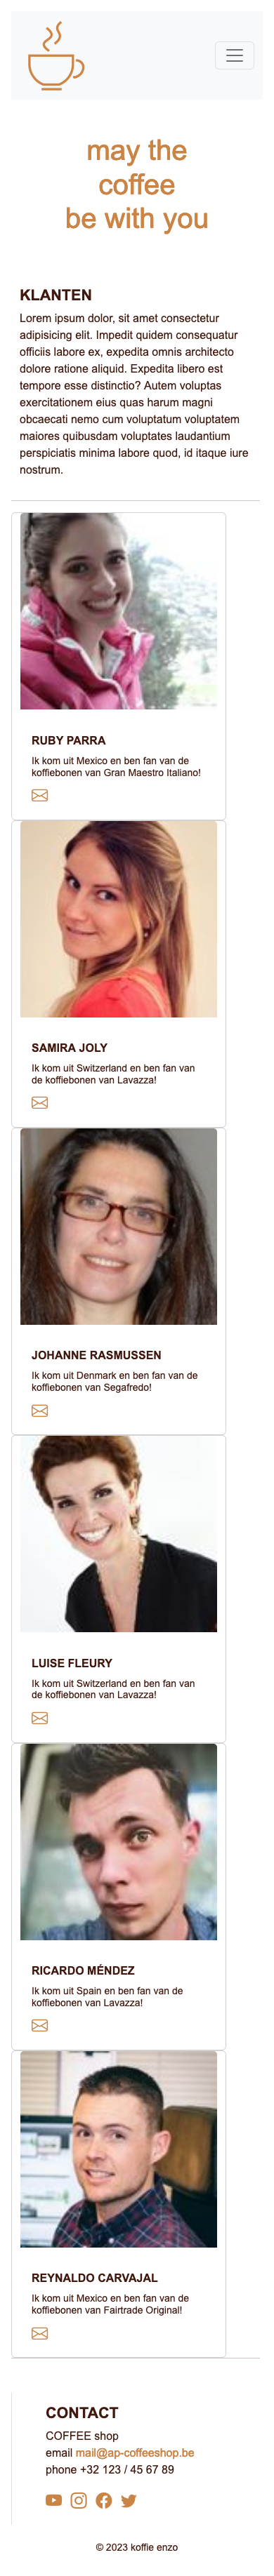 may the
coffee
be with you
KLANTEN
Lorem ipsum dolor, sit amet consectetur
adipisicing elit. Impedit quidem consequatur
officiis labore ex, expedita omnis architecto
dolore ratione aliquid. Expedita libero est
tempore esse distinctio? Autem voluptas
exercitationem eius quas harum magni
obcaecati nemo cum voluptatum voluptatem
maiores quibusdam voluptates laudantium
perspiciatis minima labore quod, id itaque iure
nostrum.
RUBY PARRA
Ik kom uit Mexico en ben fan van de
koffiebonen van Gran Maestro Italiano!
SAMIRA JOLY
Ik kom uit Switzerland en ben fan van
de koffiebonen van Lavazza!
JOHANNE RASMUSSEN
Ik kom uit Denmark en ben fan van de
koffiebonen van Segafredo!
LUISE FLEURY
Ik kom uit Switzerland en ben fan van
de koffiebonen van Lavazza!
RICARDO MÉNDEZ
Ik kom uit Spain en ben fan van de
koffiebonen van Lavazza!
REYNALDO CARVAJAL
Ik kom uit Mexico en ben fan van de
koffiebonen van Fairtrade Original!
CONTACT
COFFEE shop
email mail@ap-coffeeshop.be
phone +32 123 / 45 67 89
© 2023 koffie enzo